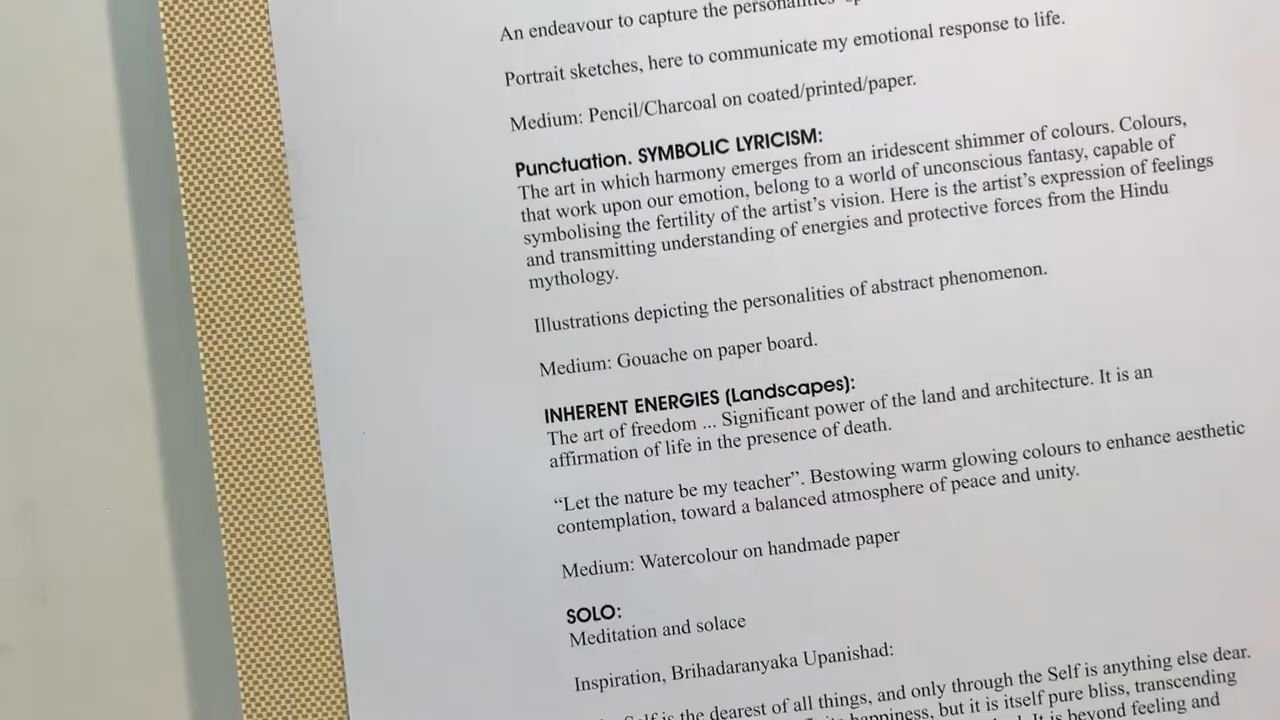 An endeavour to capture the personalities
Portrait sketches, here to communicate my emotional response to life.
Medium: Pencil/Charcoal on coated/printed/paper.
Punctuation. SYMBOLIC LYRICISM:
The art in which harmony emerges from an iridescent shimmer of colours. Colours,
that work upon our emotion, belong to a world of unconscious fantasy, capable of
symbolising the fertility of the artist’s vision. Here is the artist’s expression of feelings
and transmitting understanding of energies and protective forces from the Hindu
mythology.
Illustrations depicting the personalities of abstract phenomenon.
Medium: Gouache on paper board.
INHERENT ENERGIES (Landscapes):
The art of freedom ... Significant power of the land and architecture. It is an
affirmation of life in the presence of death.
“Let the nature be my teacher”. Bestowing warm glowing colours to enhance aesthetic
contemplation, toward a balanced atmosphere of peace and unity.
Medium: Watercolour on handmade paper
SOLO:
Meditation and solace
Inspiration, Brihadaranyaka Upanishad:
Self is the dearest of all things, and only through the Self is anything else dear.
happiness, but it is itself pure bliss, transcending
It is beyond feeling and